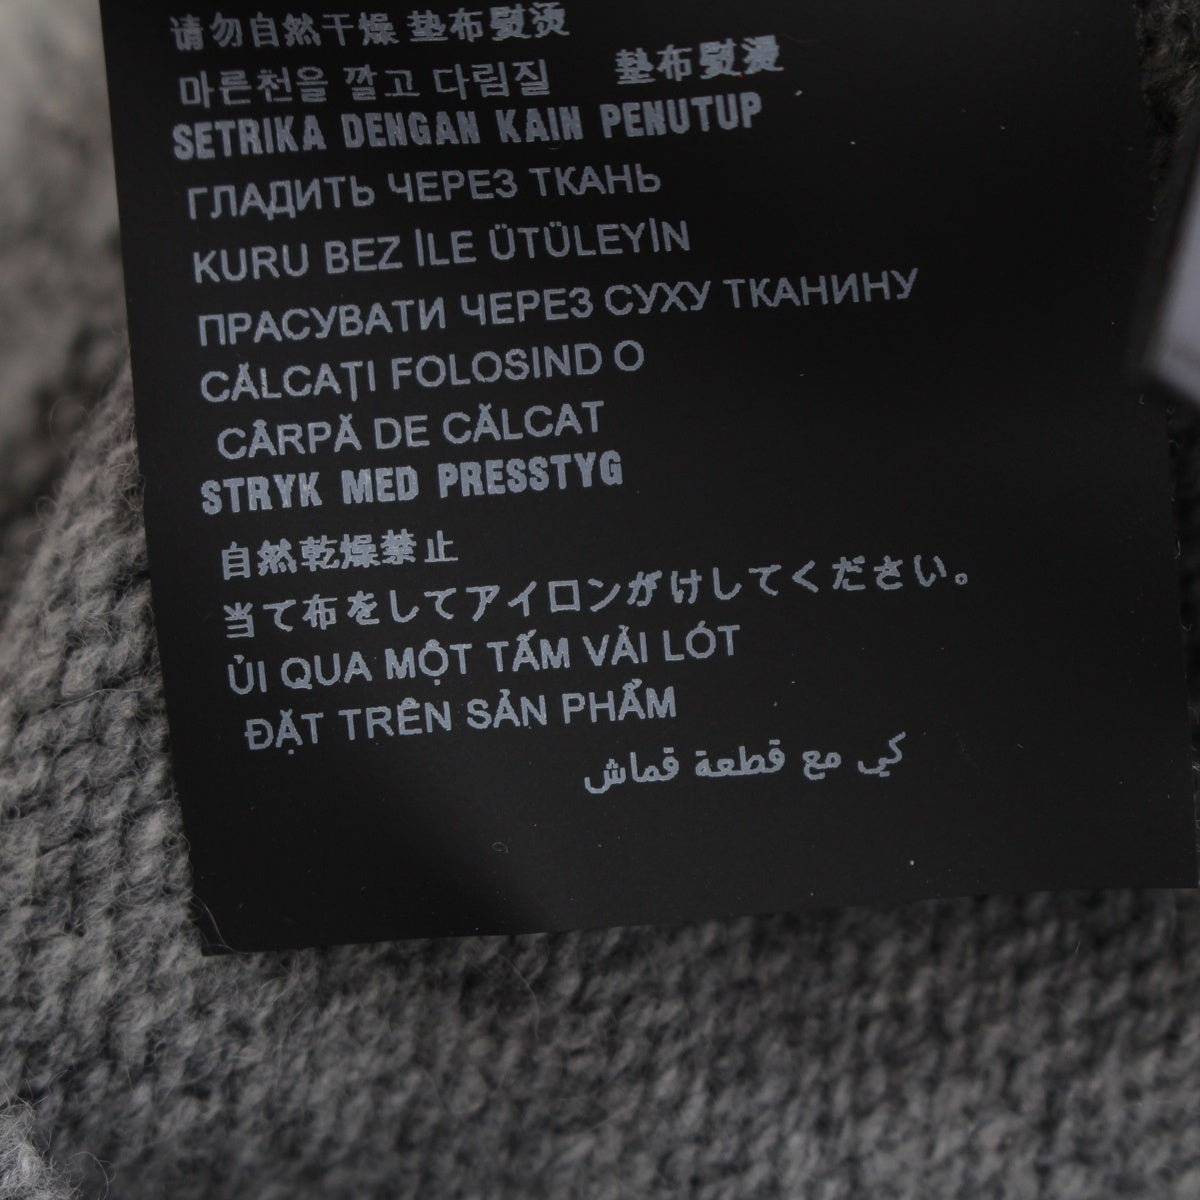 请勿自然干燥 垫布熨烫
마른천을 깔고 다림질 墊布熨燙
SETRIKA DENGAN KAIN PENUTUP
ГЛАДИТЬ ЧЕРЕЗ ТКАНЬ
KURU BEZ İLE ÜTÜLEYİN
ПРАСУВАТИ ЧЕРЕЗ СУХУ ТКАНИНУ
CĂLCAȚI FOLOSIND O
CÂRPĂ DE CĂLCAT
STRYK MED PRESSTYG
自然乾燥禁止
当て布をしてアイロンがけしてください。
ỦI QUA MỘT TẤM VẢI LÓT
ĐẶT TRÊN SẢN PHẨM
كي مع قطعة قماش